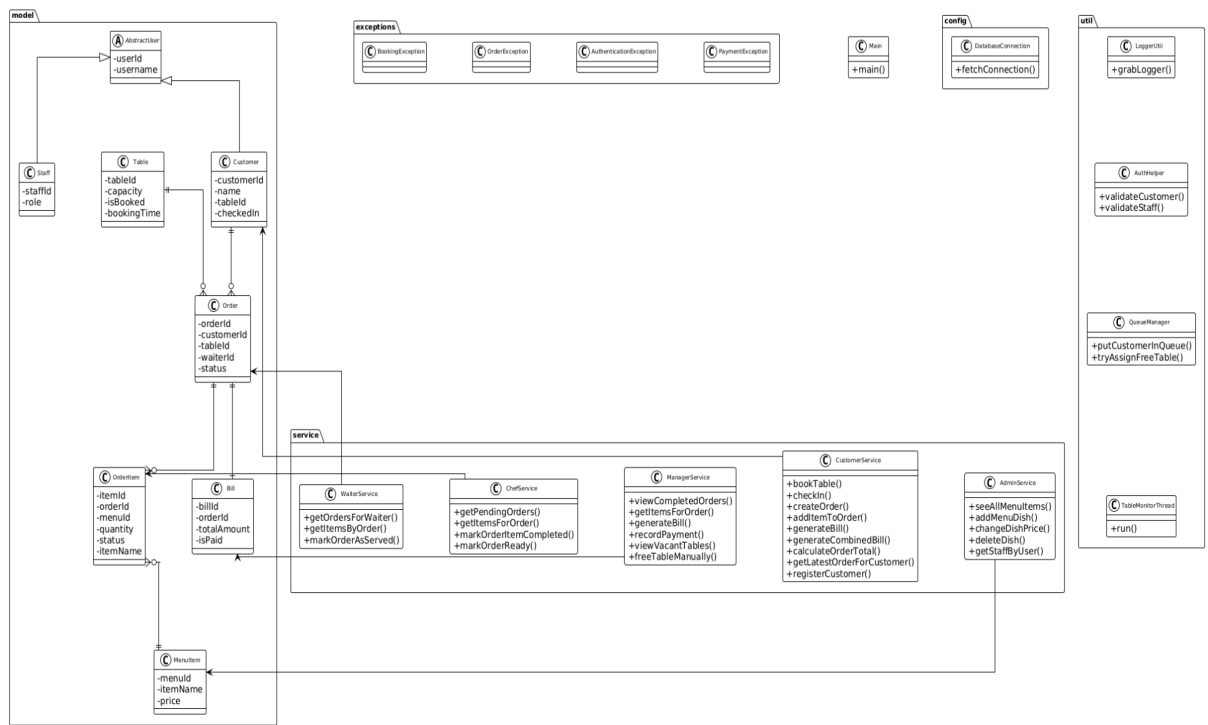 model
A AbstractUser
-userId
-username
C Staff
-staffId
-role
C Table
-tableId
-capacity
-isBooked
-bookingTime
C Customer
-customerId
-name
-tableId
-checkedIn
C Order
-orderId
-customerId
-tableId
-waiterId
-status
C OrderItem
-itemId
-orderId
-menuId
-quantity
-status
-itemName
C Bill
-billId
-orderId
-totalAmount
-isPaid
C MenuItem
-menuId
-itemName
-price
exceptions
C BookingException
C OrderException
C AuthenticationException
C PaymentException
C Main
+main()
config
C DatabaseConnection
+fetchConnection()
util
C LoggerUtil
+grabLogger()
C AuthHelper
+validateCustomer()
+validateStaff()
C QueueManager
+putCustomerInQueue()
+tryAssignFreeTable()
C TableMonitorThread
+run()
service
C WaiterService
+getOrdersForWaiter()
+getItemsByOrder()
+markOrderAsServed()
C ChefService
+getPendingOrders()
+getItemsForOrder()
+markOrderItemCompleted()
+markOrderReady()
C ManagerService
+viewCompletedOrders()
+getItemsForOrder()
+generateBill()
+recordPayment()
+viewVacantTables()
+freeTableManually()
C CustomerService
+bookTable()
+checkIn()
+createOrder()
+addItemToOrder()
+generateBill()
+generateCombinedBill()
+calculateOrderTotal()
+getLatestOrderForCustomer()
+registerCustomer()
C AdminService
+seeAllMenuItems()
+addMenuDish()
+changeDishPrice()
+deleteDish()
+getStaffByUser()